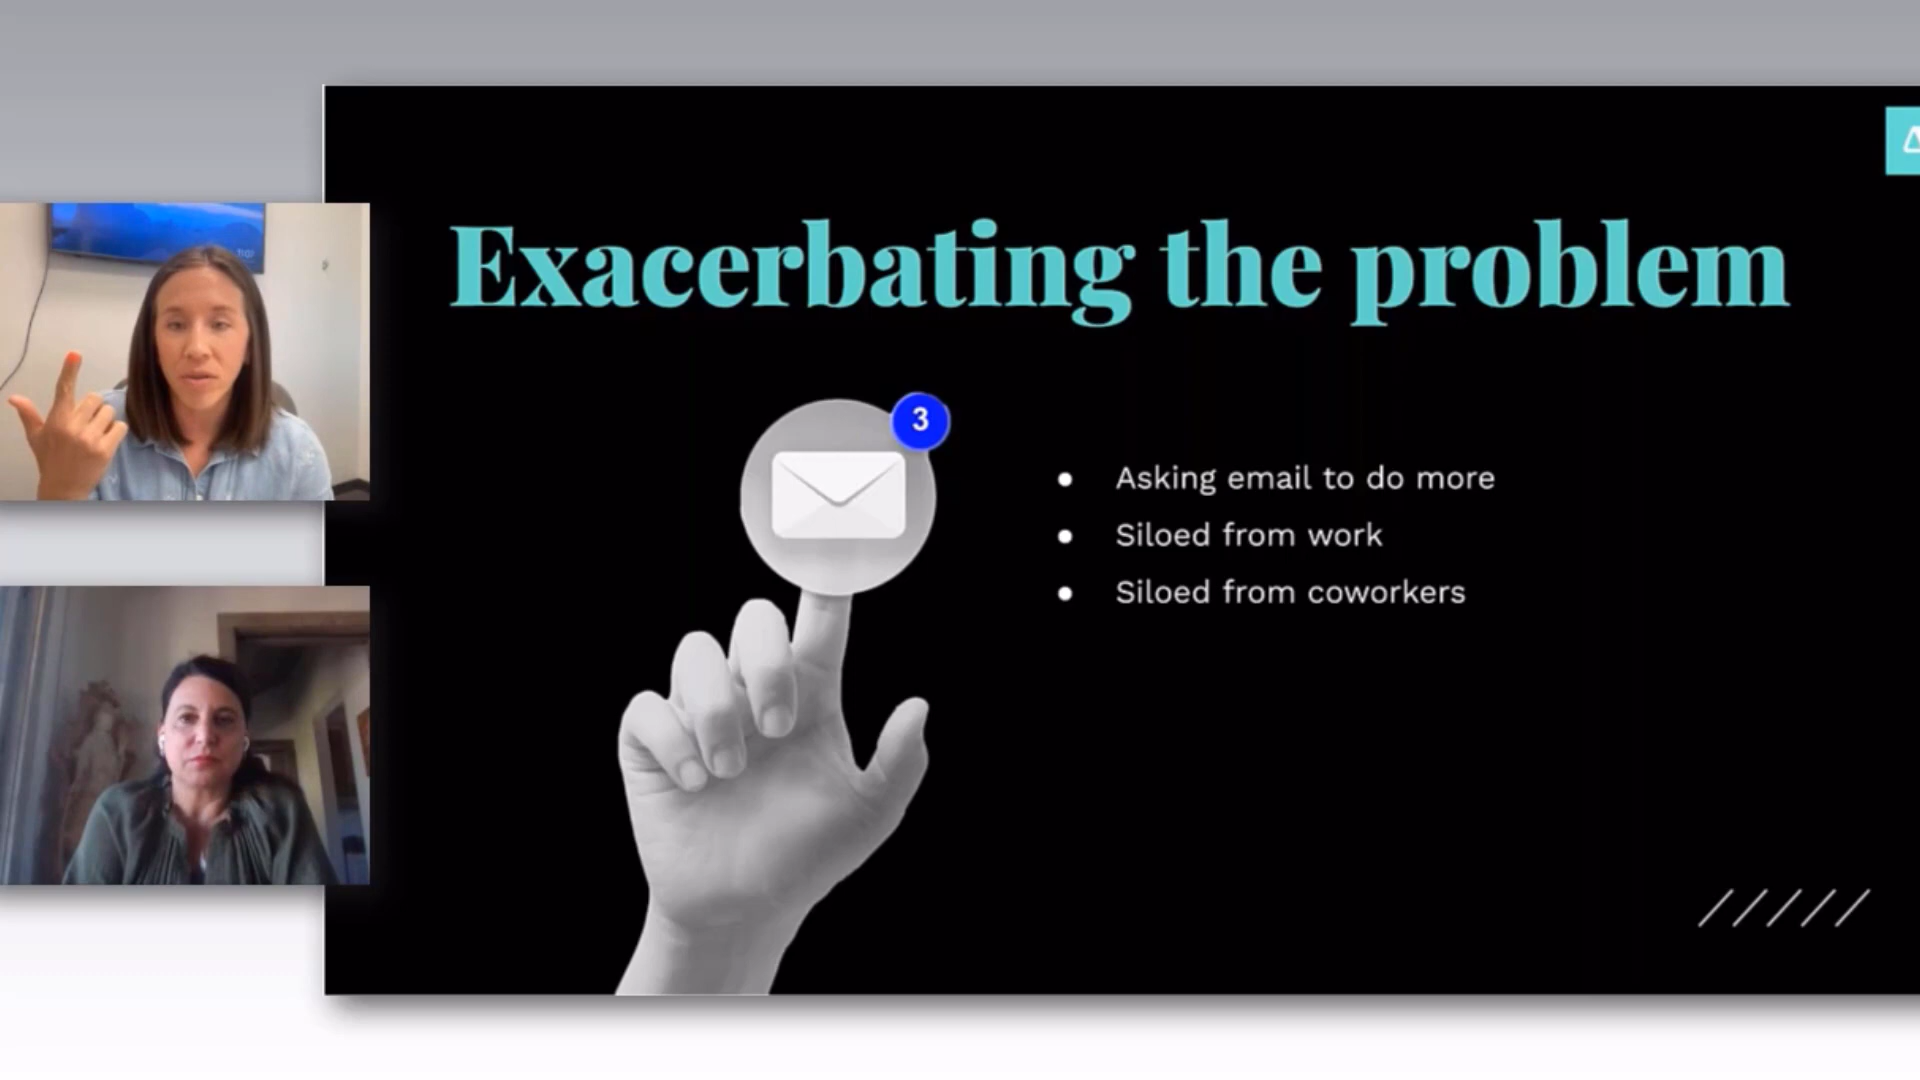 Exacerbating the problem
3
Asking email to do more
Siloed from work
Siloed from coworkers